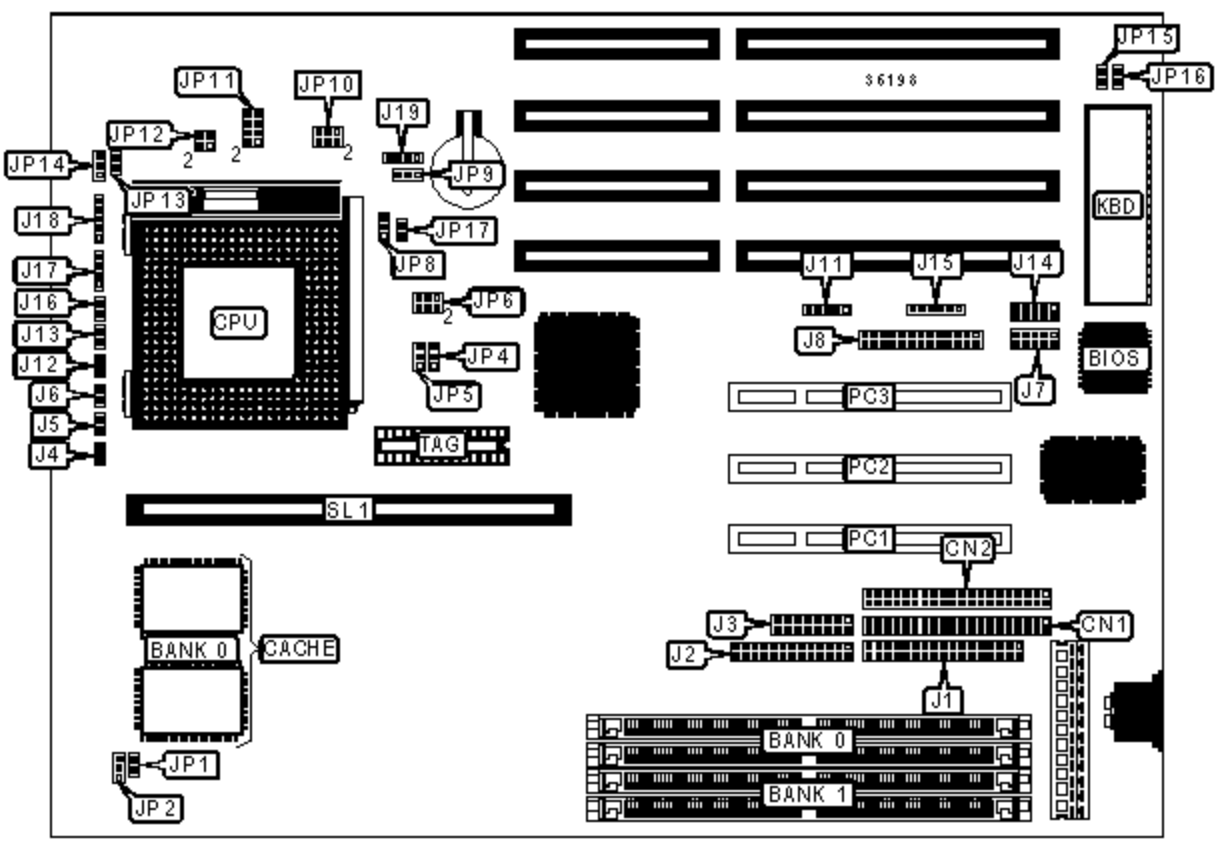 JP15
36198
JP16
JP11
JP10
J19
JP12
2
2
2
JP14
JP9
JP13
KBD
J18
JP17
J17
JP8
J11
J15
J14
J16
JP6
2
CPU
J13
J8
J12
JP4
BIOS
J6
JP5
J7
PC3
J5
TAG
J4
PC2
SL1
PC1
CN2
J3
CN1
BANK 0
CACHE
J2
J1
BANK 0
JP1
BANK 1
JP2